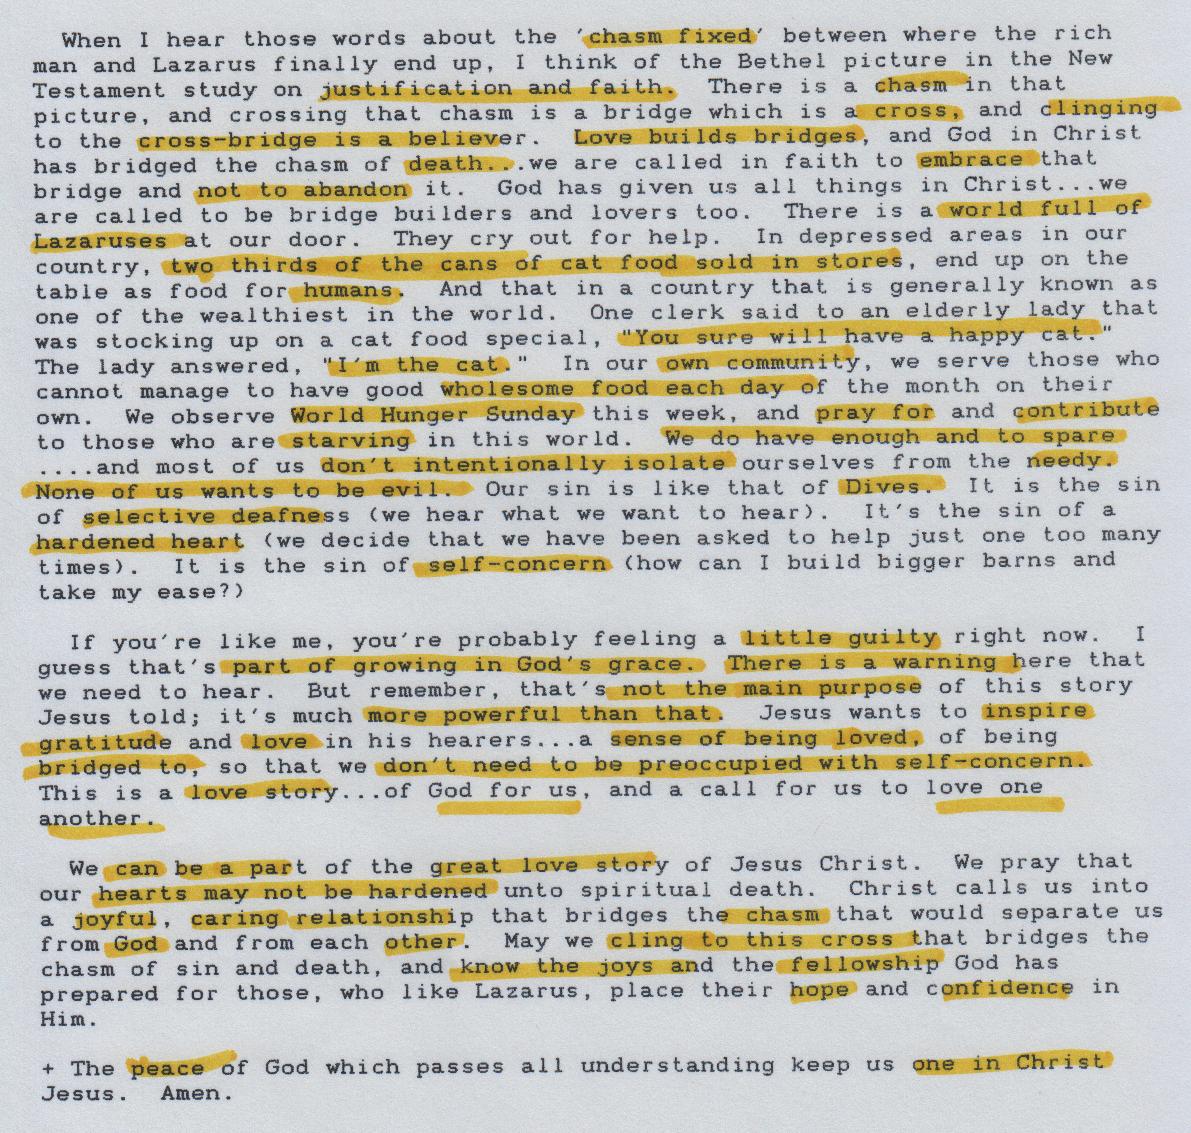 When I hear those words about the 'chasm fixed' between where the rich
man and Lazarus finally end up, I think of the Bethel picture in the New
Testament study on justification and faith.  There is a chasm in that
picture, and crossing that chasm is a bridge which is a cross, and clinging
to the cross-bridge is a believer.  Love builds bridges, and God in Christ
has bridged the chasm of death...we are called in faith to embrace that
bridge and not to abandon it.  God has given us all things in Christ...we
are called to be bridge builders and lovers too.  There is a world full of
Lazaruses at our door.  They cry out for help.  In depressed areas in our
country, two thirds of the cans of cat food sold in stores, end up on the
table as food for humans.  And that in a country that is generally known as
one of the wealthiest in the world.  One clerk said to an elderly lady that
was stocking up on a cat food special, "You sure will have a happy cat."
The lady answered, "I'm the cat."  In our own community, we serve those who
cannot manage to have good wholesome food each day of the month on their
own.  We observe World Hunger Sunday this week, and pray for and contribute
to those who are starving in this world.  We do have enough and to spare
....and most of us don't intentionally isolate ourselves from the needy.
None of us wants to be evil.  Our sin is like that of Dives.  It is the sin
of selective deafness (we hear what we want to hear).  It's the sin of a
hardened heart (we decide that we have been asked to help just one too many
times).  It is the sin of self-concern (how can I build bigger barns and
take my ease?)
If you're like me, you're probably feeling a little guilty right now.  I
guess that's part of growing in God's grace.  There is a warning here that
we need to hear.  But remember, that's not the main purpose of this story
Jesus told; it's much more powerful than that.  Jesus wants to inspire
gratitude and love in his hearers...a sense of being loved, of being
bridged to, so that we don't need to be preoccupied with self-concern.
This is a love story...of God for us, and a call for us to love one
another.
We can be a part of the great love story of Jesus Christ.  We pray that
our hearts may not be hardened unto spiritual death.  Christ calls us into
a joyful, caring relationship that bridges the chasm that would separate us
from God and from each other.  May we cling to this cross that bridges the
chasm of sin and death, and know the joys and the fellowship God has
prepared for those, who like Lazarus, place their hope and confidence in
Him.
+ The peace of God which passes all understanding keep us one in Christ
Jesus.  Amen.